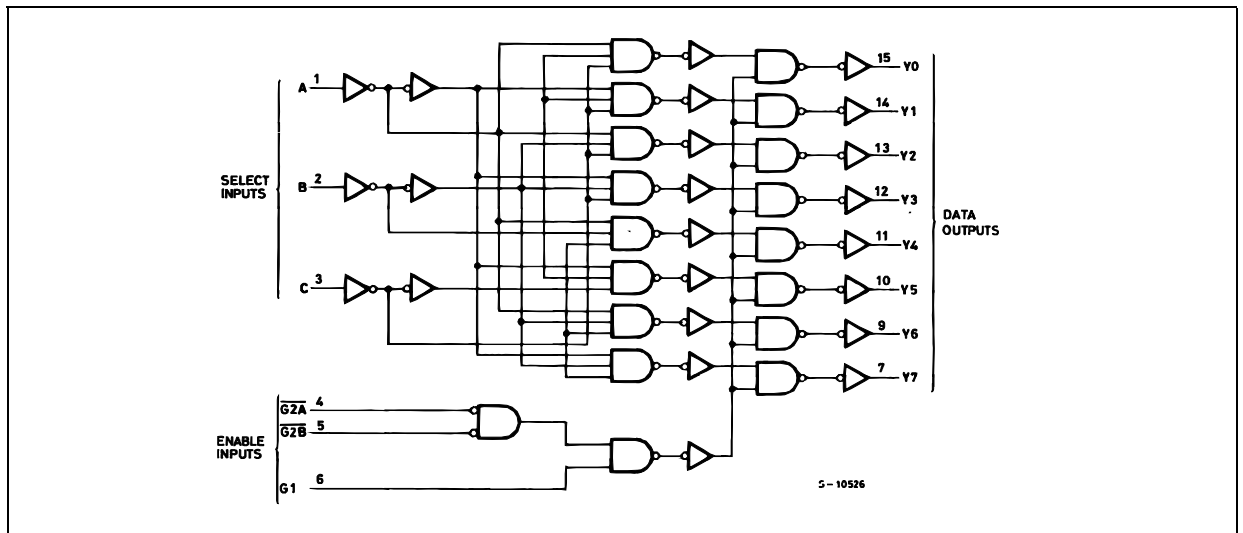 A 1
B 2
C 3
SELECT
INPUTS
15 Y0
14 Y1
13 Y2
12 Y3
11 Y4
10 Y5
9 Y6
7 Y7
DATA
OUTPUTS
G2A 4
G2B 5
G1 6
ENABLE
INPUTS
S-10526